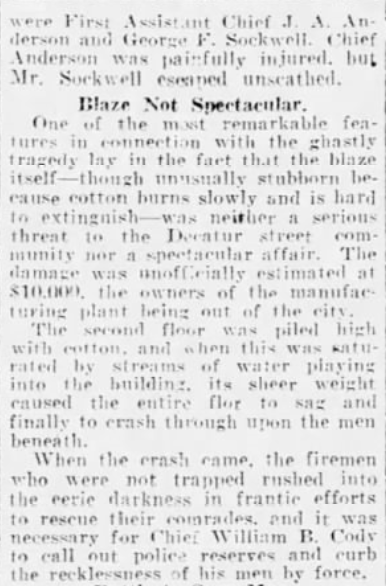 were First Assistant Chief J. A. An-
derson and George F. Sockwell. Chief
Anderson was painfully injured, but
Mr. Sockwell escaped unscathed.
Blaze Not Spectacular.
One of the most remarkable fea-
tures in connection with the ghastly
tragedy lay in the fact that the blaze
itself—though unusually stubborn be-
cause cotton burns slowly and is hard
to extinguish—was neither a serious
threat to the Decatur street com-
munity nor a spectacular affair. The
damage was unofficially estimated at
$10,000, the owners of the manufac-
turing plant being out of the city.
The second floor was piled high
with cotton, and when this was satu-
rated by streams of water playing
into the building, its sheer weight
caused the entire flor to sag and
finally to crash through upon the men
beneath.
When the crash came, the firemen
who were not trapped rushed into
the eerie darkness in frantic efforts
to rescue their comrades, and it was
necessary for Chief William B. Cody
to call out police reserves and curb
the recklessness of his men by force.